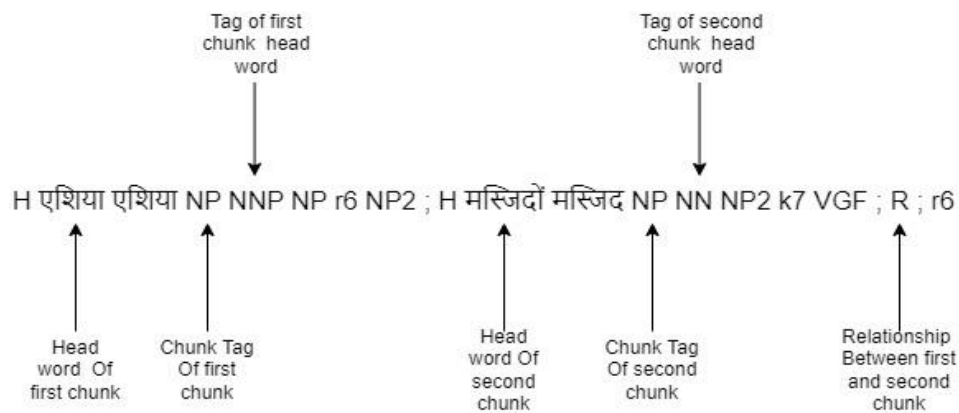 Tag of first
chunk head
word
Tag of second
chunk head
word
H एशिया एशिया NP NNP NP r6 NP2 ; H मस्जिदों मस्जिद NP NN NP2 k7 VGF ; R ; r6
Head
word Of
first chunk
Chunk Tag
Of first
chunk
Head
word Of
second
chunk
Chunk Tag
Of second
chunk
Relationship
Between first
and second
chunk